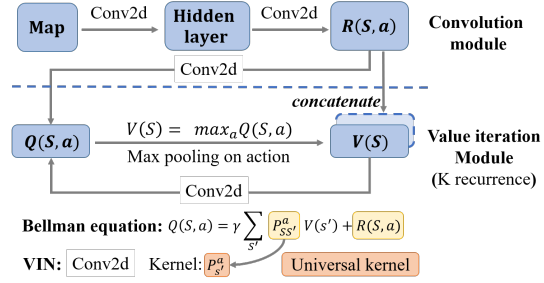 Map
Conv2d
Hidden layer
Conv2d
R(S,a)
Convolution module
Conv2d
concatenate
Q(S,a)
V(S) = max_a Q(S,a)
Max pooling on action
V(S)
Value iteration Module
(K recurrence)
Conv2d
Bellman equation: Q(S,a) = γ ∑_{s'} P^a_{SS'} V(s') + R(S,a)
VIN: Conv2d Kernel: P^a_{s'} Universal kernel